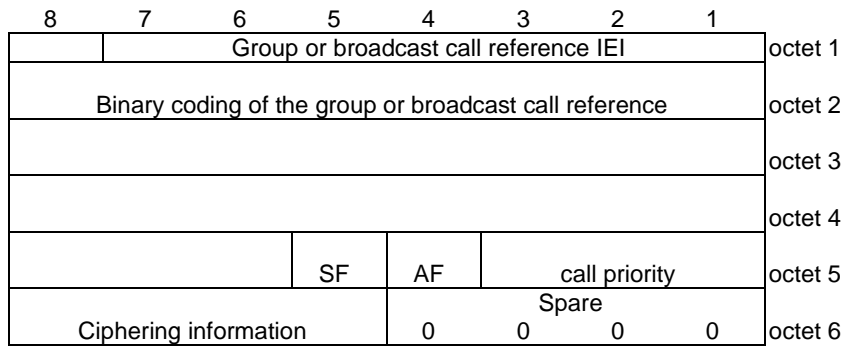 8 7 6 5 4 3 2 1
Group or broadcast call reference IEI octet 1
Binary coding of the group or broadcast call reference octet 2
octet 3
octet 4
SF AF call priority octet 5
Spare
Ciphering information 0 0 0 0 octet 6